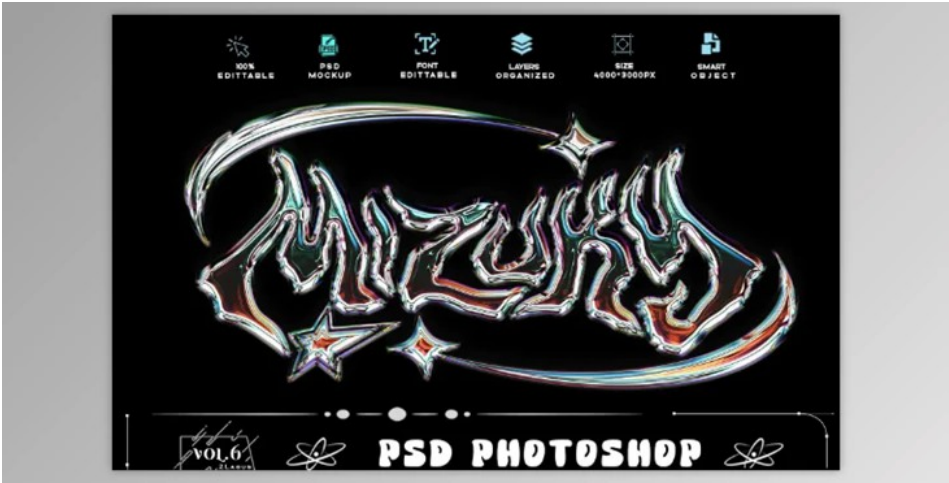 100%
EDITTABLE
PSD
MOCKUP
FONT
EDITTABLE
LAYERS
ORGANIZED
SIZE
4000*3000PX
SMART
OBJECT
MIZUKY
VOL.6
PSD PHOTOSHOP